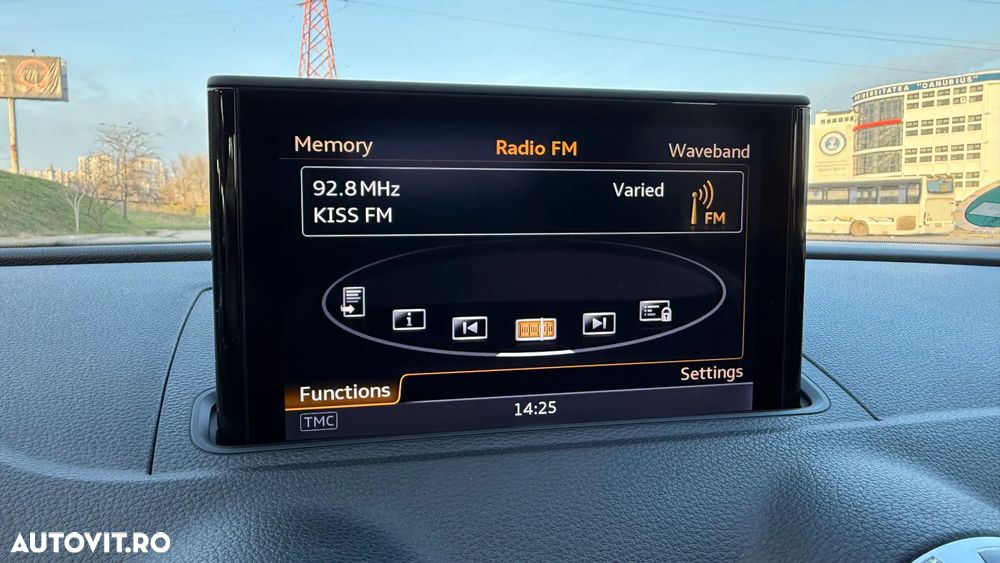 UNIVERSITATEA "DANUBIUS"
Memory
Radio FM
Waveband
92.8 MHz
Varied
KISS FM
FM
i
Settings
Functions
TMC
14:25
AUTOVIT.RO